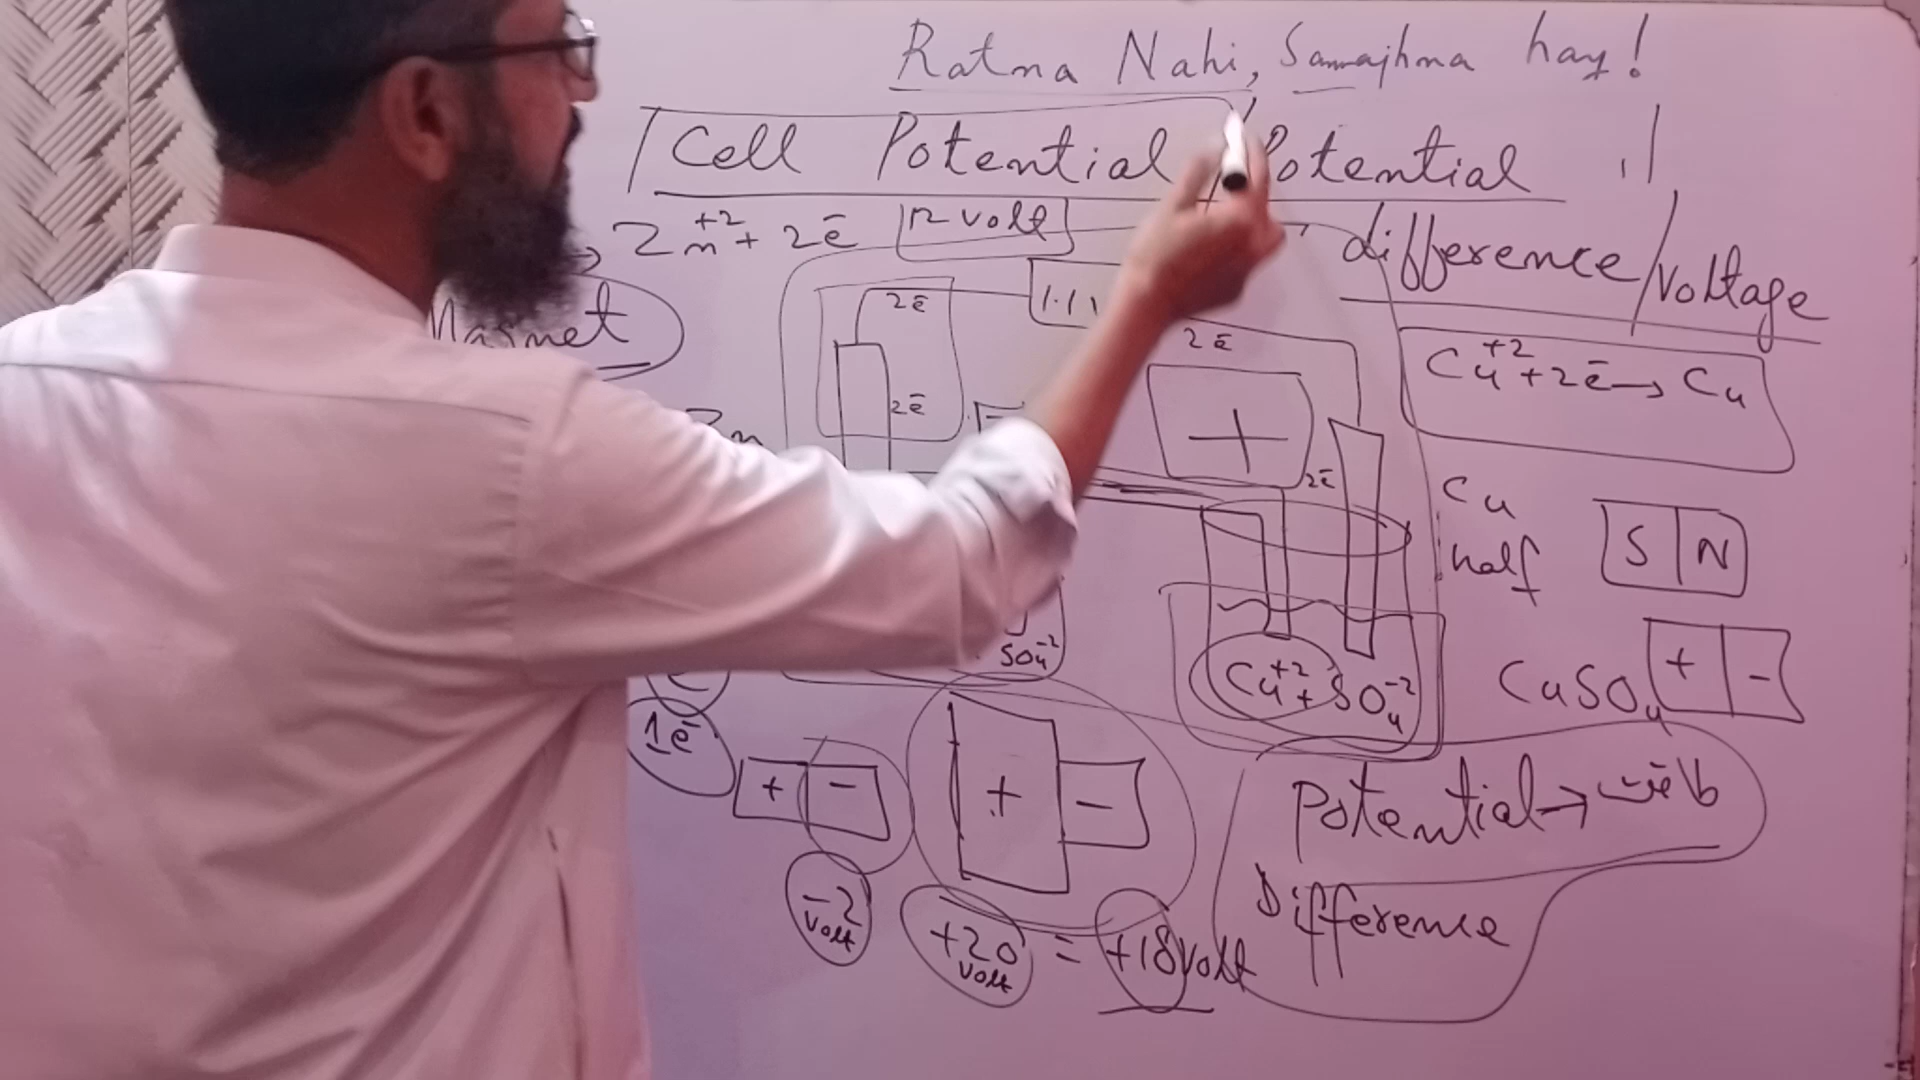 Ratna Nahi, Samajhna hay!
Cell Potential / Potential
difference/Voltage
→ Zn+2 + 2e-
12 volt
Magnet
2e-
1.1
2e-
2e-
+
2e-
Cu+2 + 2e- → Cu
Zn
Cu
half
S N
SO4-2
Cu+2 + SO4-2
CuSO4
+ -
1e-
+ -
+ -
Potential →
Difference
-2
volt
+20
volt
= +18 volt